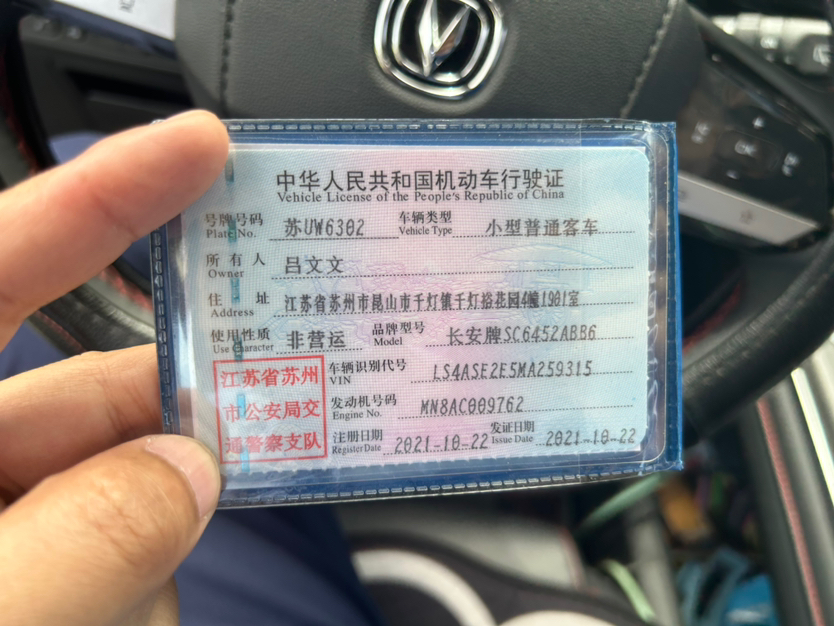 中华人民共和国机动车行驶证
Vehicle License of the People's Republic of China
号牌号码 苏UW6302 车辆类型 小型普通客车
Plate No. Vehicle Type
所有人 吕文文
Owner
住址 江苏省苏州市昆山市千灯镇千灯裕花园4幢1901室
Address
使用性质 非营运 品牌型号 长安牌SC6452ABB6
Use Character Model
江苏省苏州
市公安局交
通警察支队
车辆识别代号 LS4ASE2E5MA259315
VIN
发动机号码 MN8AC009762
Engine No.
注册日期 2021-10-22 发证日期 2021-10-22
Register Date Issue Date